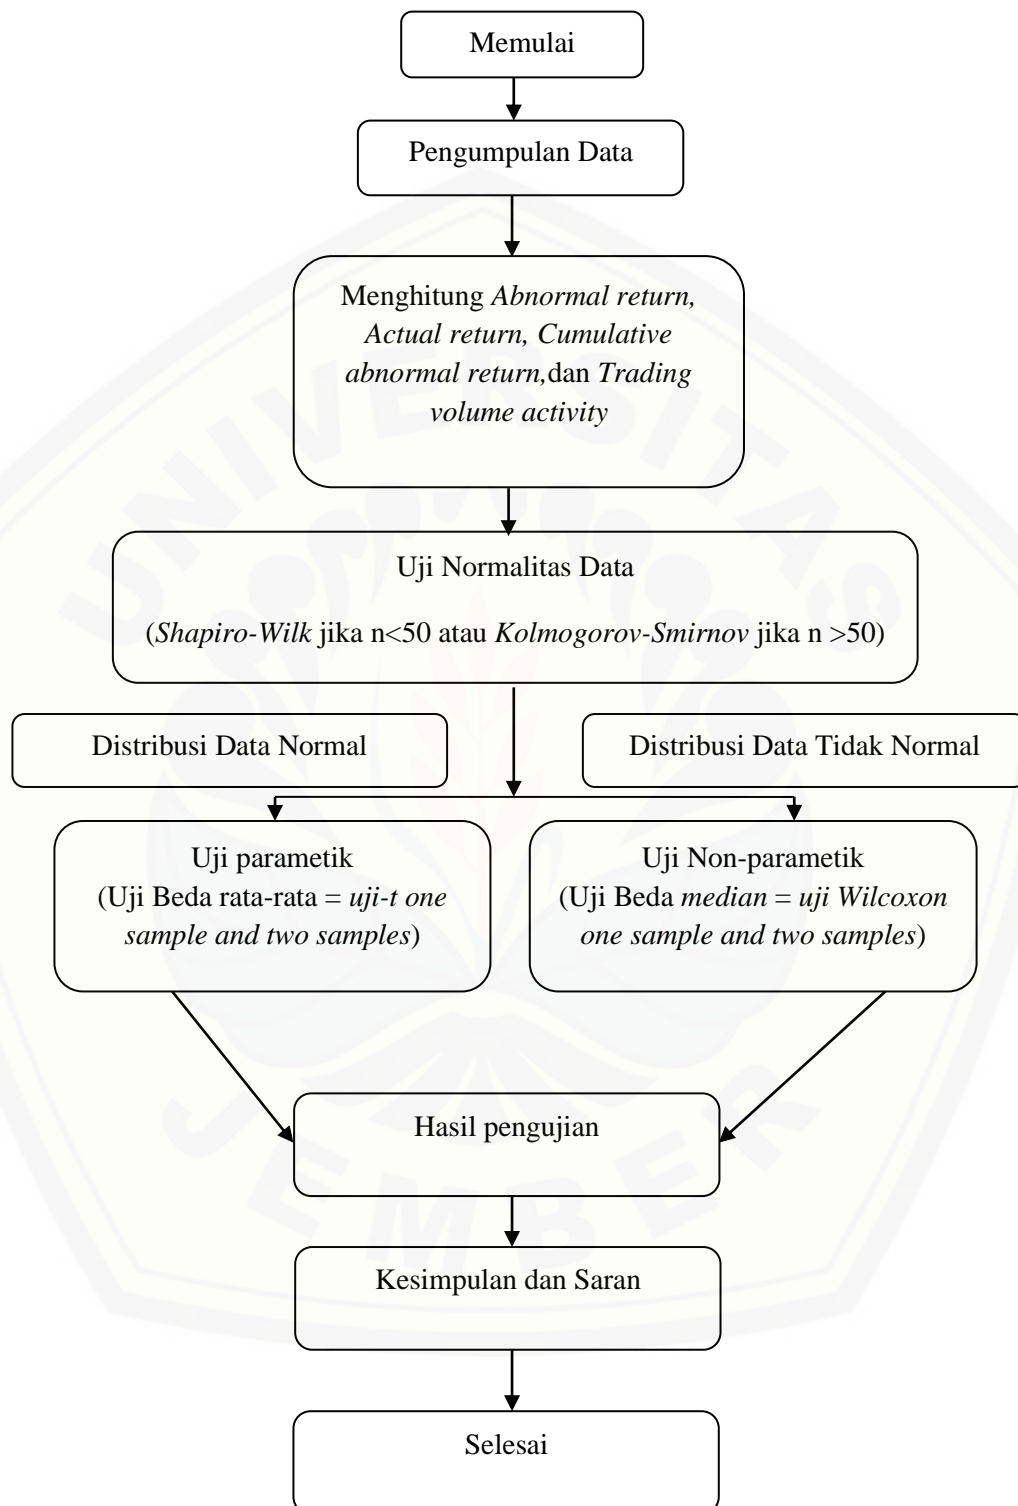 Memulai
Pengumpulan Data
Menghitung Abnormal return,
Actual return, Cumulative
abnormal return,dan Trading
volume activity
Uji Normalitas Data
(Shapiro-Wilk jika n<50 atau Kolmogorov-Smirnov jika n >50)
Distribusi Data Normal
Distribusi Data Tidak Normal
Uji parametik
(Uji Beda rata-rata = uji-t one
sample and two samples)
Uji Non-parametik
(Uji Beda median = uji Wilcoxon
one sample and two samples)
Hasil pengujian
Kesimpulan dan Saran
Selesai
UNIVERSITAS
JEMBER